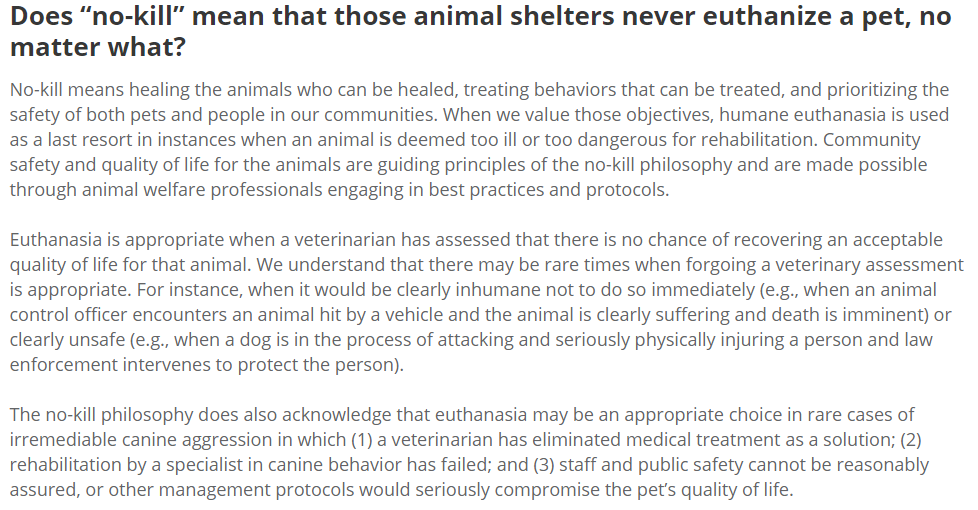 Does “no-kill” mean that those animal shelters never euthanize a pet, no
matter what?
No-kill means healing the animals who can be healed, treating behaviors that can be treated, and prioritizing the
safety of both pets and people in our communities. When we value those objectives, humane euthanasia is used
as a last resort in instances when an animal is deemed too ill or too dangerous for rehabilitation. Community
safety and quality of life for the animals are guiding principles of the no-kill philosophy and are made possible
through animal welfare professionals engaging in best practices and protocols.
Euthanasia is appropriate when a veterinarian has assessed that there is no chance of recovering an acceptable
quality of life for that animal. We understand that there may be rare times when forgoing a veterinary assessment
is appropriate. For instance, when it would be clearly inhumane not to do so immediately (e.g., when an animal
control officer encounters an animal hit by a vehicle and the animal is clearly suffering and death is imminent) or
clearly unsafe (e.g., when a dog is in the process of attacking and seriously physically injuring a person and law
enforcement intervenes to protect the person).
The no-kill philosophy does also acknowledge that euthanasia may be an appropriate choice in rare cases of
irremediable canine aggression in which (1) a veterinarian has eliminated medical treatment as a solution; (2)
rehabilitation by a specialist in canine behavior has failed; and (3) staff and public safety cannot be reasonably
assured, or other management protocols would seriously compromise the pet’s quality of life.